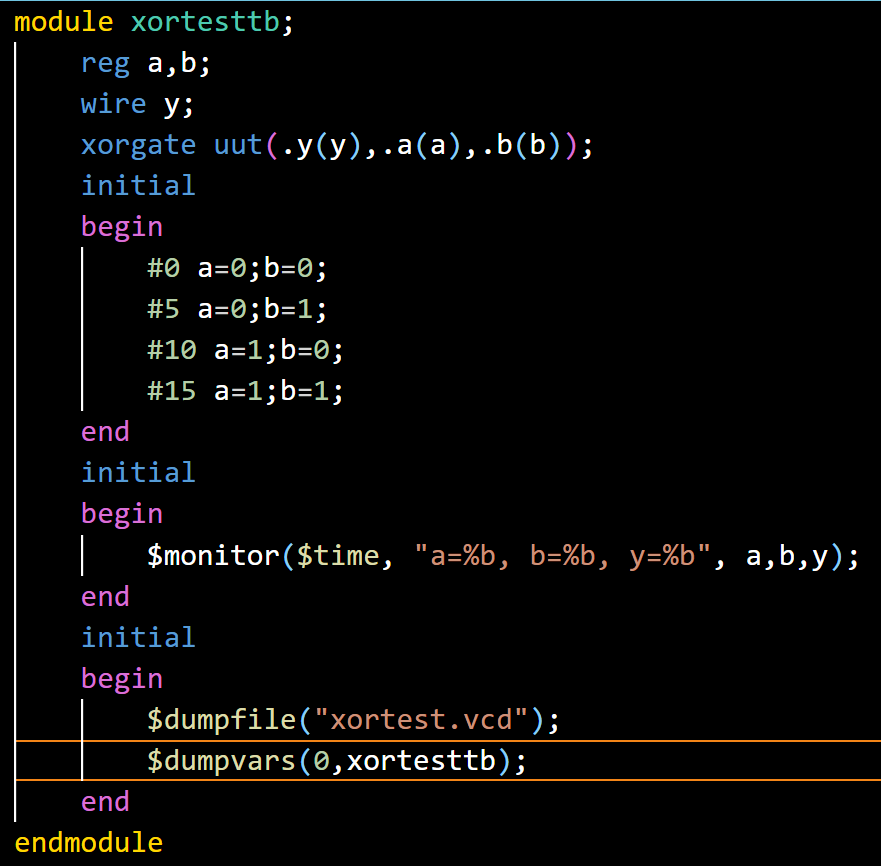 module xortesttb;
    reg a,b;
    wire y;
    xorgate uut(.y(y),.a(a),.b(b));
    initial
    begin
        #0 a=0;b=0;
        #5 a=0;b=1;
        #10 a=1;b=0;
        #15 a=1;b=1;
    end
    initial
    begin
        $monitor($time, "a=%b, b=%b, y=%b", a,b,y);
    end
    initial
    begin
        $dumpfile("xortest.vcd");
        $dumpvars(0,xortesttb);
    end
endmodule